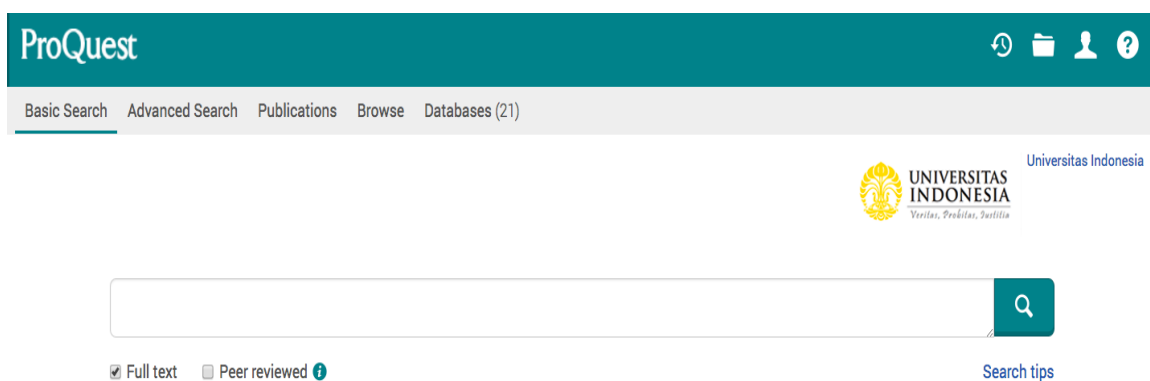 ProQuest
Basic Search Advanced Search Publications Browse Databases (21)
Universitas Indonesia
UNIVERSITAS
INDONESIA
Veritas, Probitas, Justitia
Full text Peer reviewed
Search tips